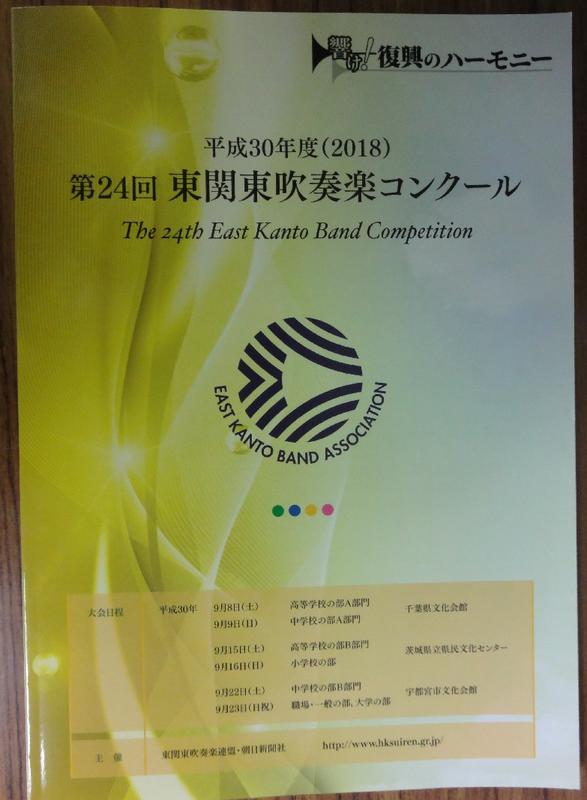 響け!復興のハーモニー
平成30年度(2018)
第24回 東関東吹奏楽コンクール
The 24th East Kanto Band Competition
EAST KANTO BAND ASSOCIATION
大会日程 平成30年 9月8日(土) 高等学校の部A部門 千葉県文化会館
9月9日(日) 中学校の部A部門
9月15日(土) 高等学校の部B部門 茨城県立県民文化センター
9月16日(日) 小学校の部
9月22日(土) 中学校の部B部門 宇都宮市文化会館
9月23日(日祝) 職場・一般の部、大学の部
主 催 東関東吹奏楽連盟・朝日新聞社 http://www.hksuiren.gr.jp/